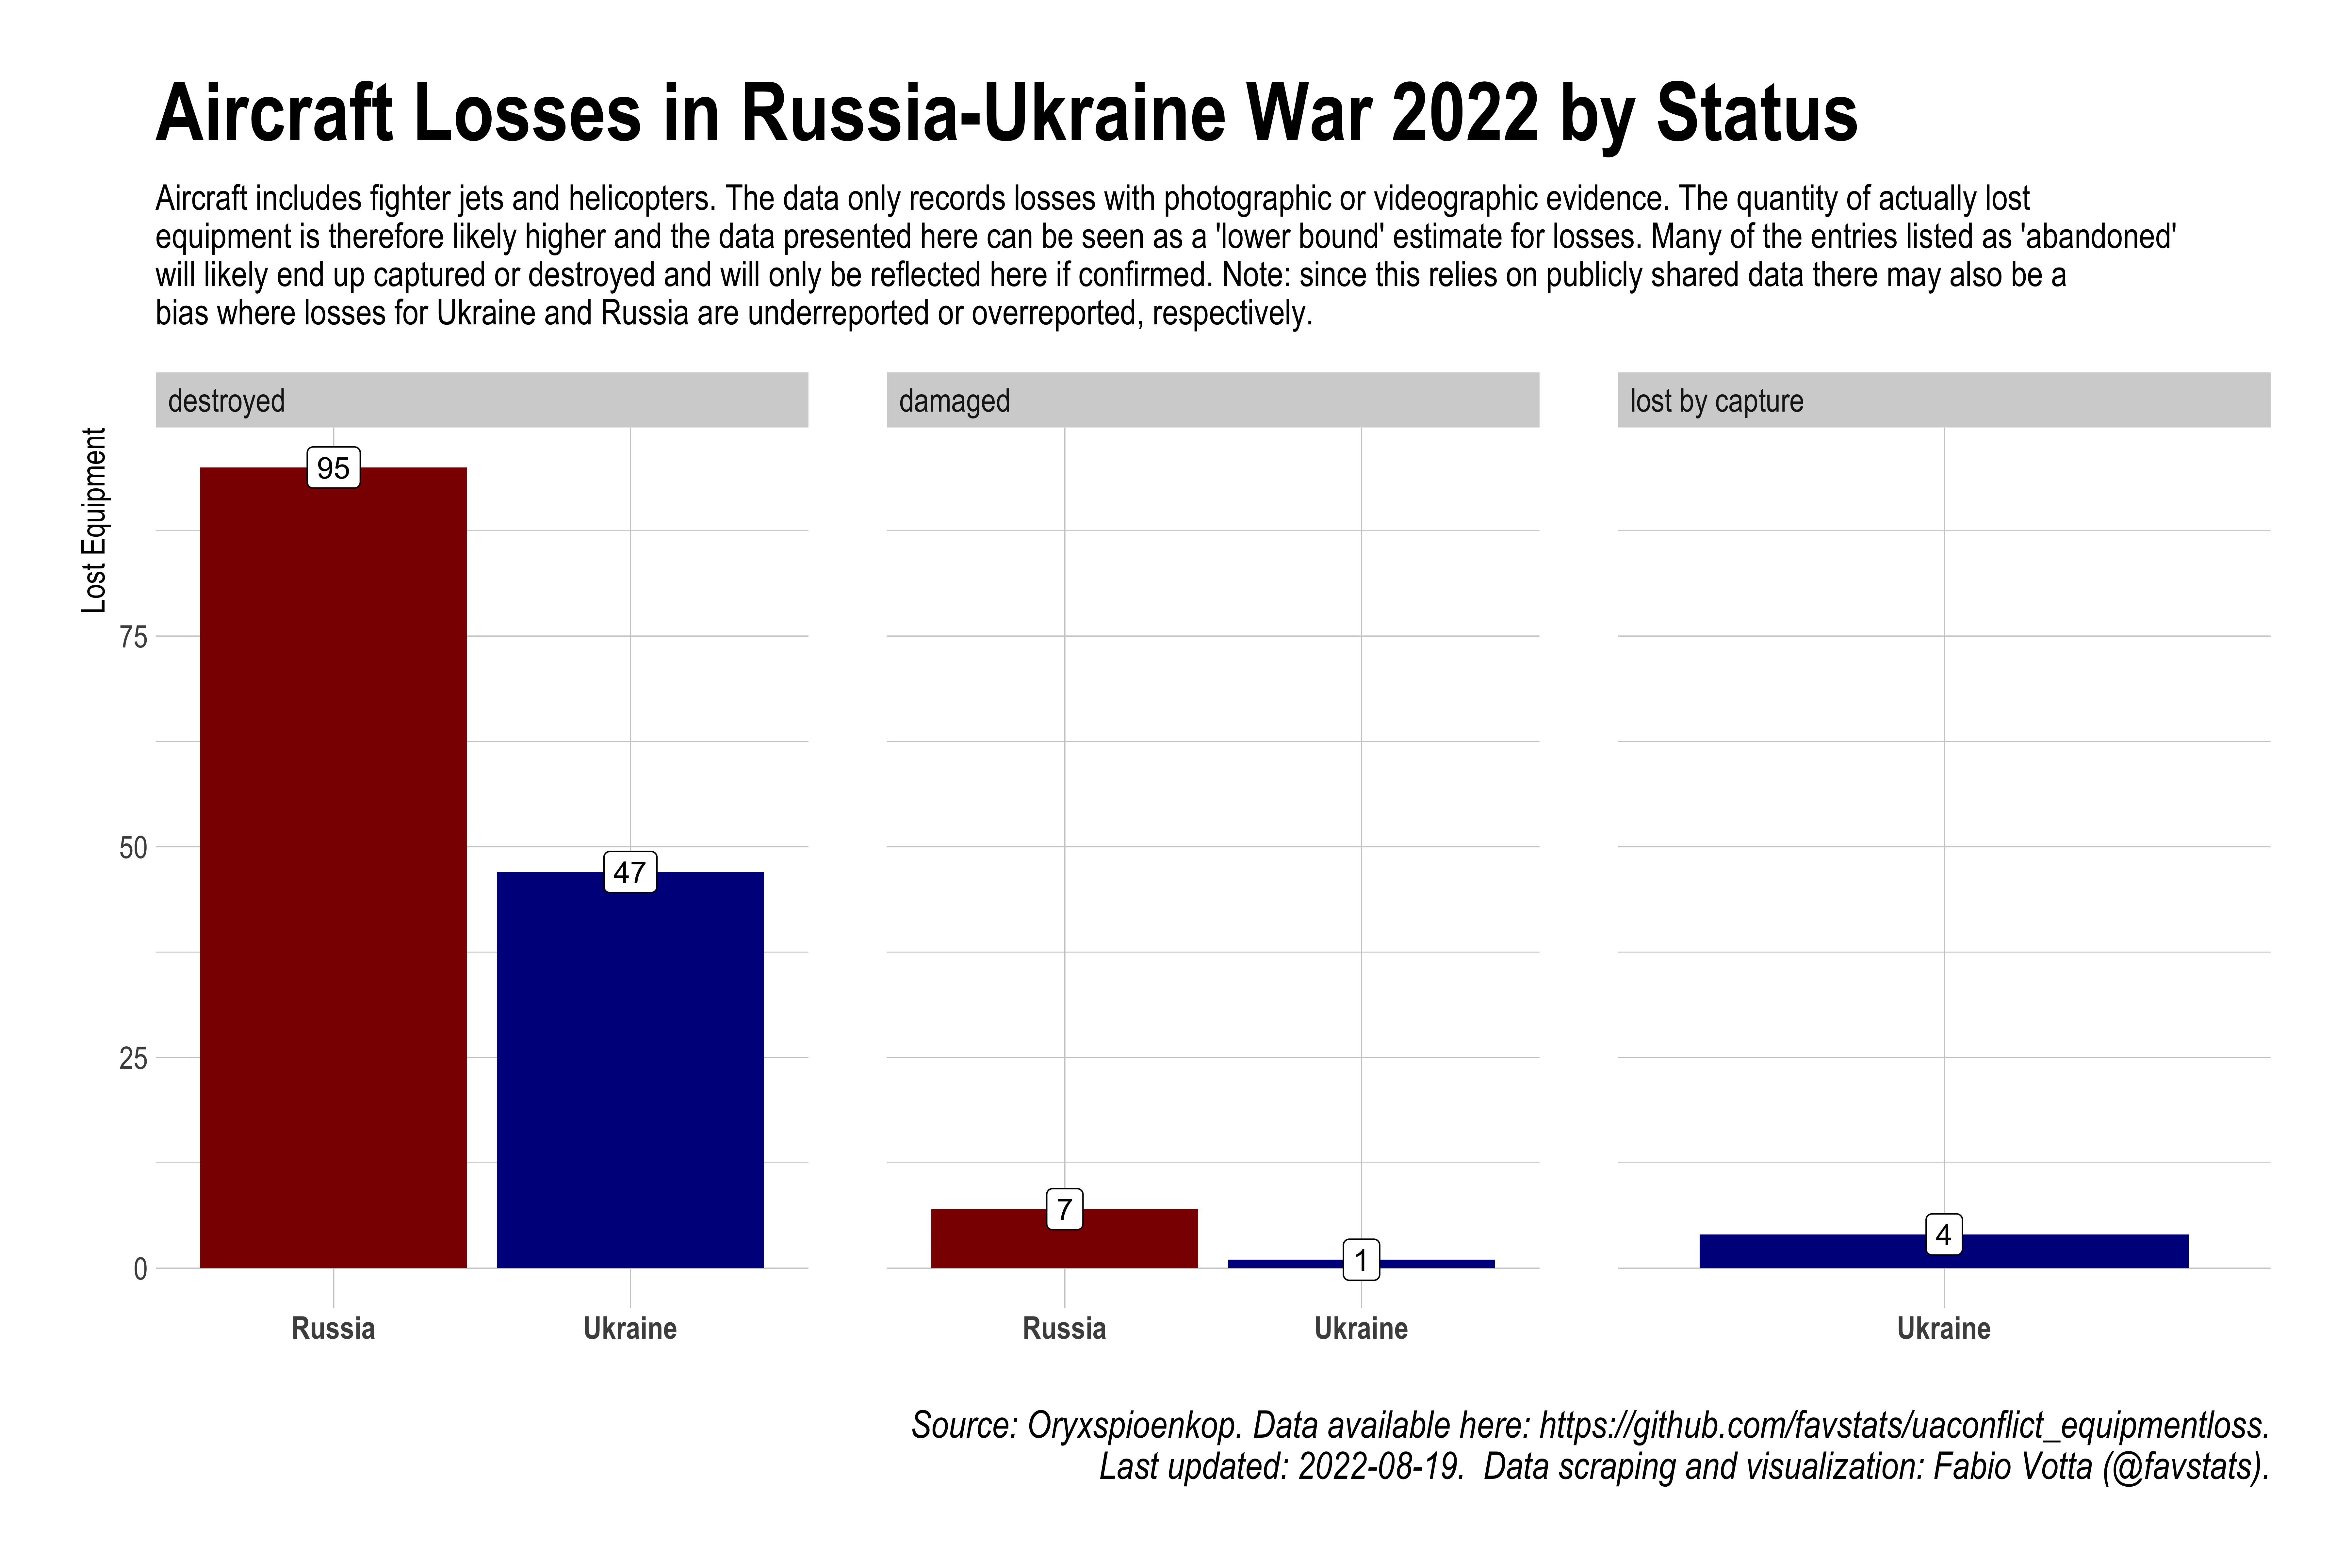 Aircraft Losses in Russia-Ukraine War 2022 by Status
Aircraft includes fighter jets and helicopters. The data only records losses with photographic or videographic evidence. The quantity of actually lost
equipment is therefore likely higher and the data presented here can be seen as a 'lower bound' estimate for losses. Many of the entries listed as 'abandoned'
will likely end up captured or destroyed and will only be reflected here if confirmed. Note: since this relies on publicly shared data there may also be a
bias where losses for Ukraine and Russia are underreported or overreported, respectively.
destroyed
damaged
lost by capture
Lost Equipment
75
50
25
0
95
47
7
1
4
Russia
Ukraine
Russia
Ukraine
Ukraine
Source: Oryxspioenkop. Data available here: https://github.com/favstats/uaconflict_equipmentloss.
Last updated: 2022-08-19.  Data scraping and visualization: Fabio Votta (@favstats).